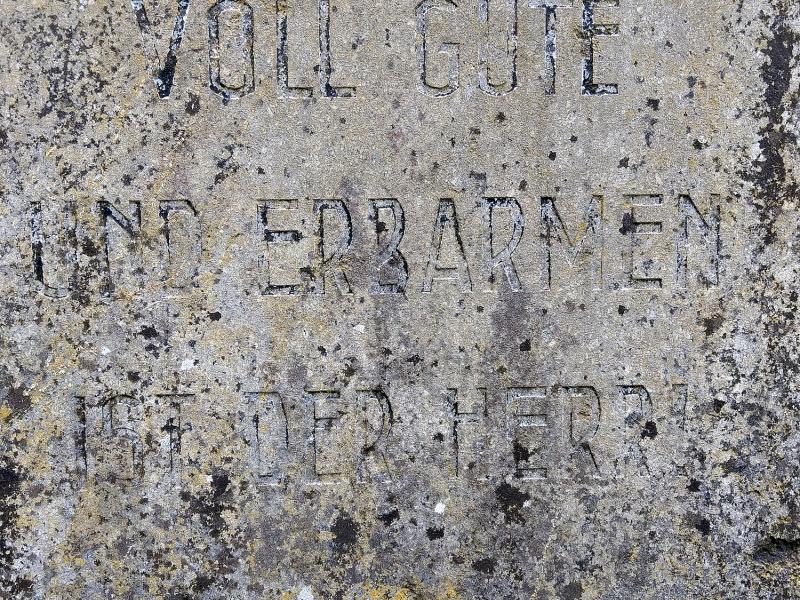 VOLL GÜTE
UND ERBARMEN
IST DER HERR!